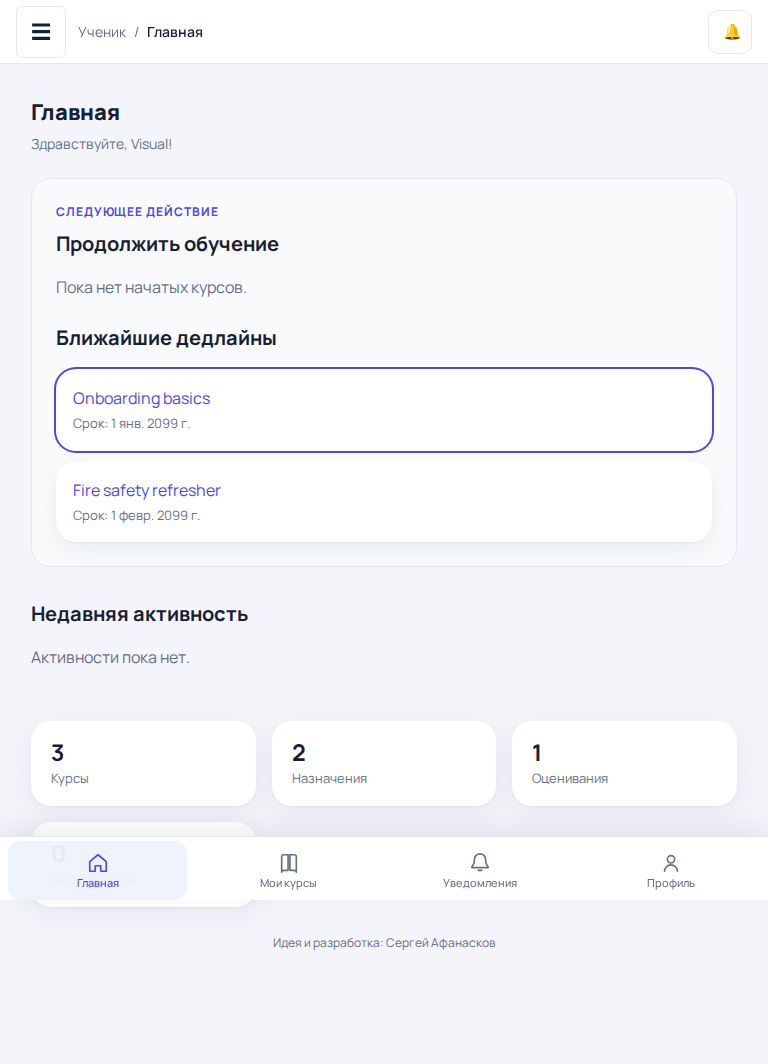 Ученик / Главная
Главная
Здравствуйте, Visual!
СЛЕДУЮЩЕЕ ДЕЙСТВИЕ
Продолжить обучение
Пока нет начатых курсов.
Ближайшие дедлайны
Onboarding basics
Срок: 1 янв. 2099 г.
Fire safety refresher
Срок: 1 февр. 2099 г.
Недавняя активность
Активности пока нет.
3
Курсы
2
Назначения
1
Оценивания
0
Главная
Мои курсы
Уведомления
Профиль
Идея и разработка: Сергей Афанасков